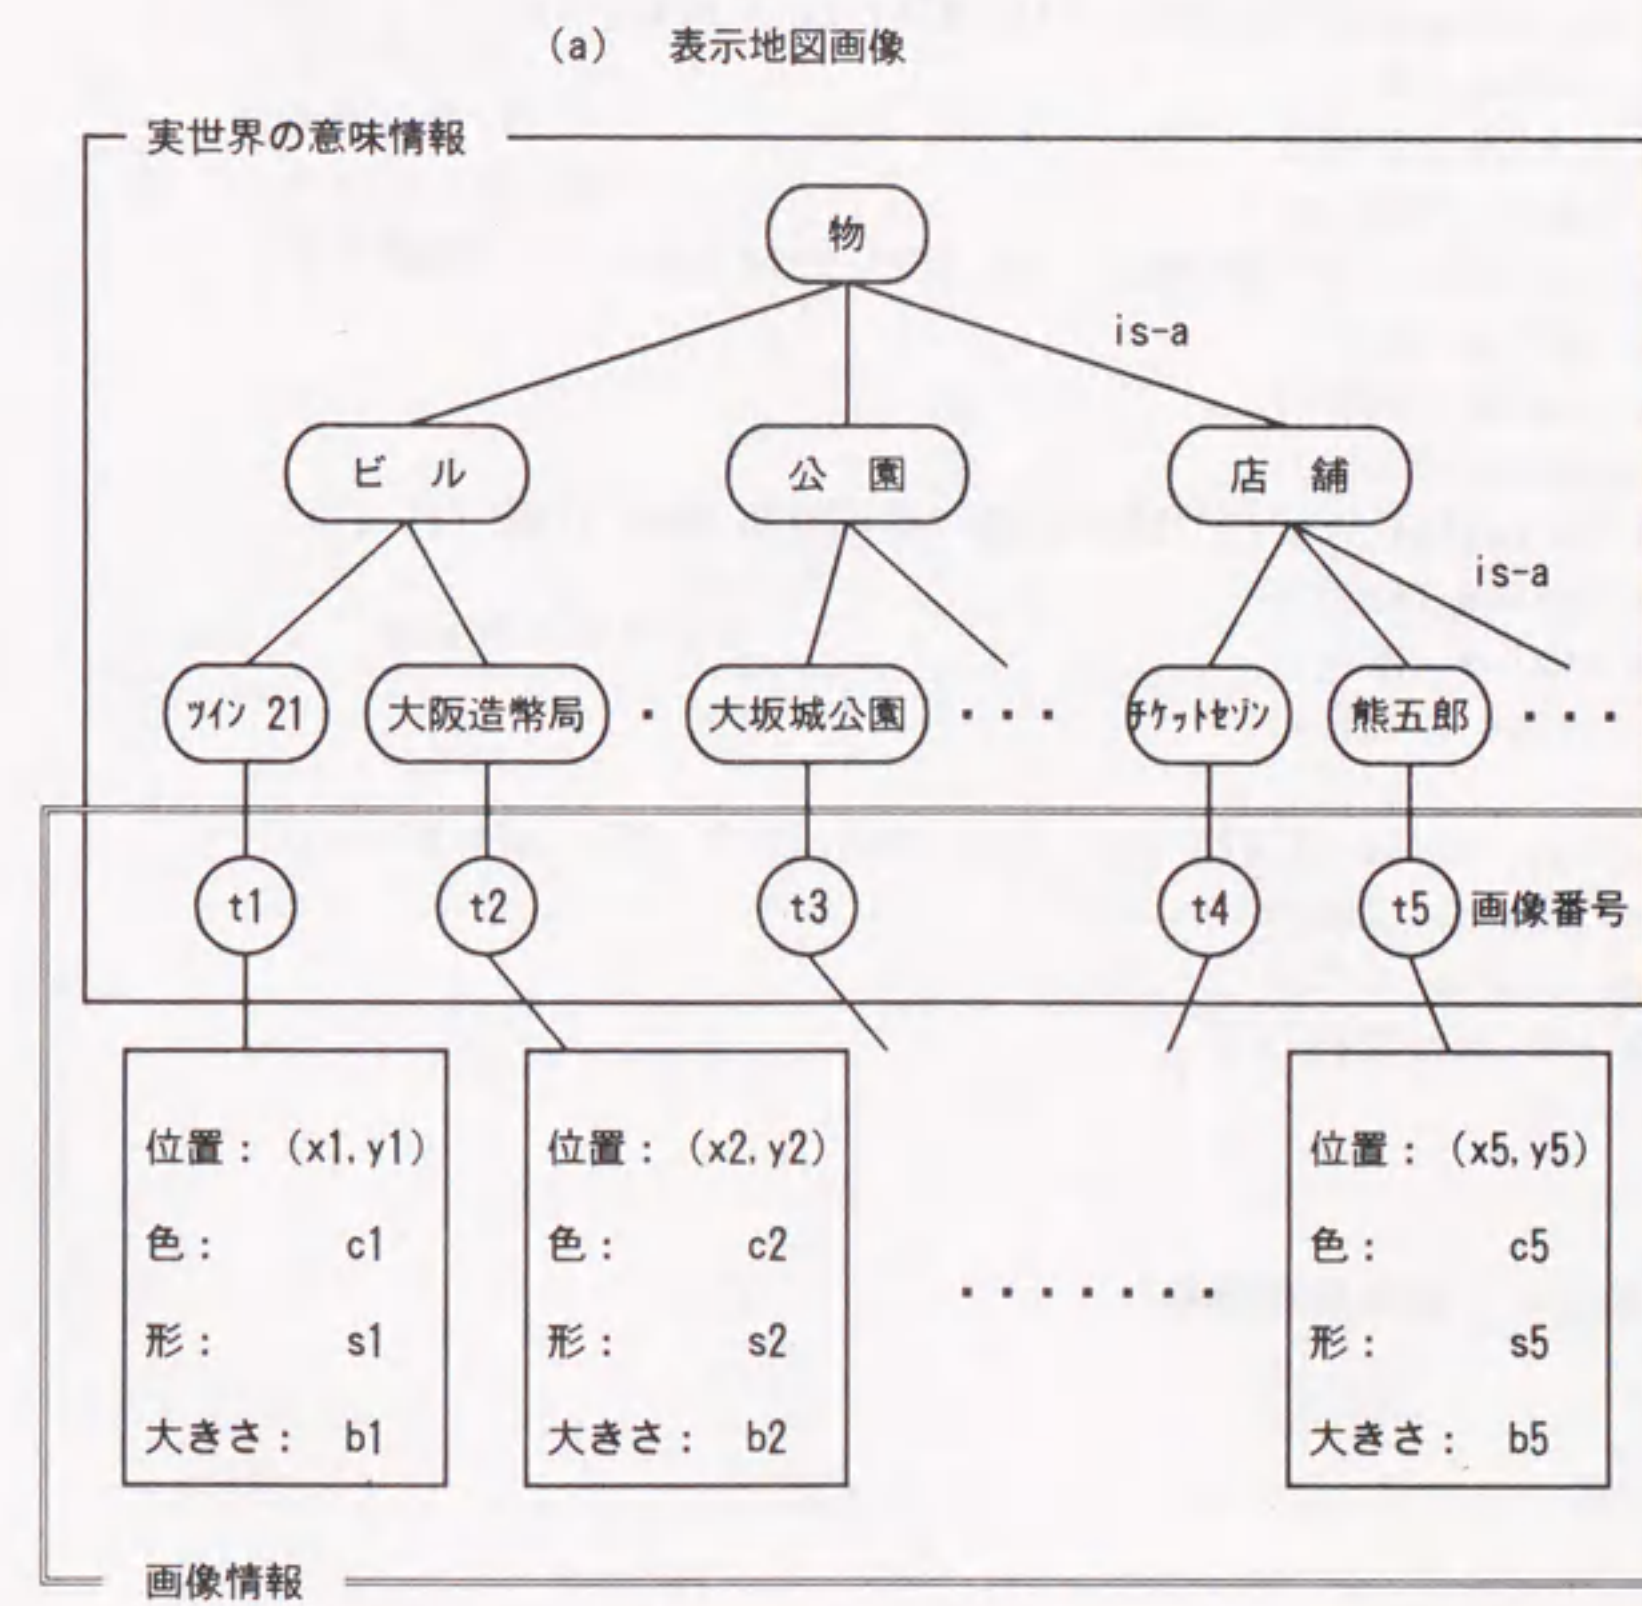 (a) 表示地図画像
実世界の意味情報
物
is-a
ビル 公園 店舗
is-a
ﾂｲﾝ 21 大阪造幣局 ・ 大坂城公園 ・・・ ﾁｹｯﾄｾｿﾞﾝ 熊五郎 ・・・
t1 t2 t3 t4 t5 画像番号
位置：(x1,y1) 位置：(x2,y2) 位置：(x5,y5)
色： c1 色： c2 色： c5
・・・・・・・
形： s1 形： s2 形： s5
大きさ： b1 大きさ： b2 大きさ： b5
画像情報